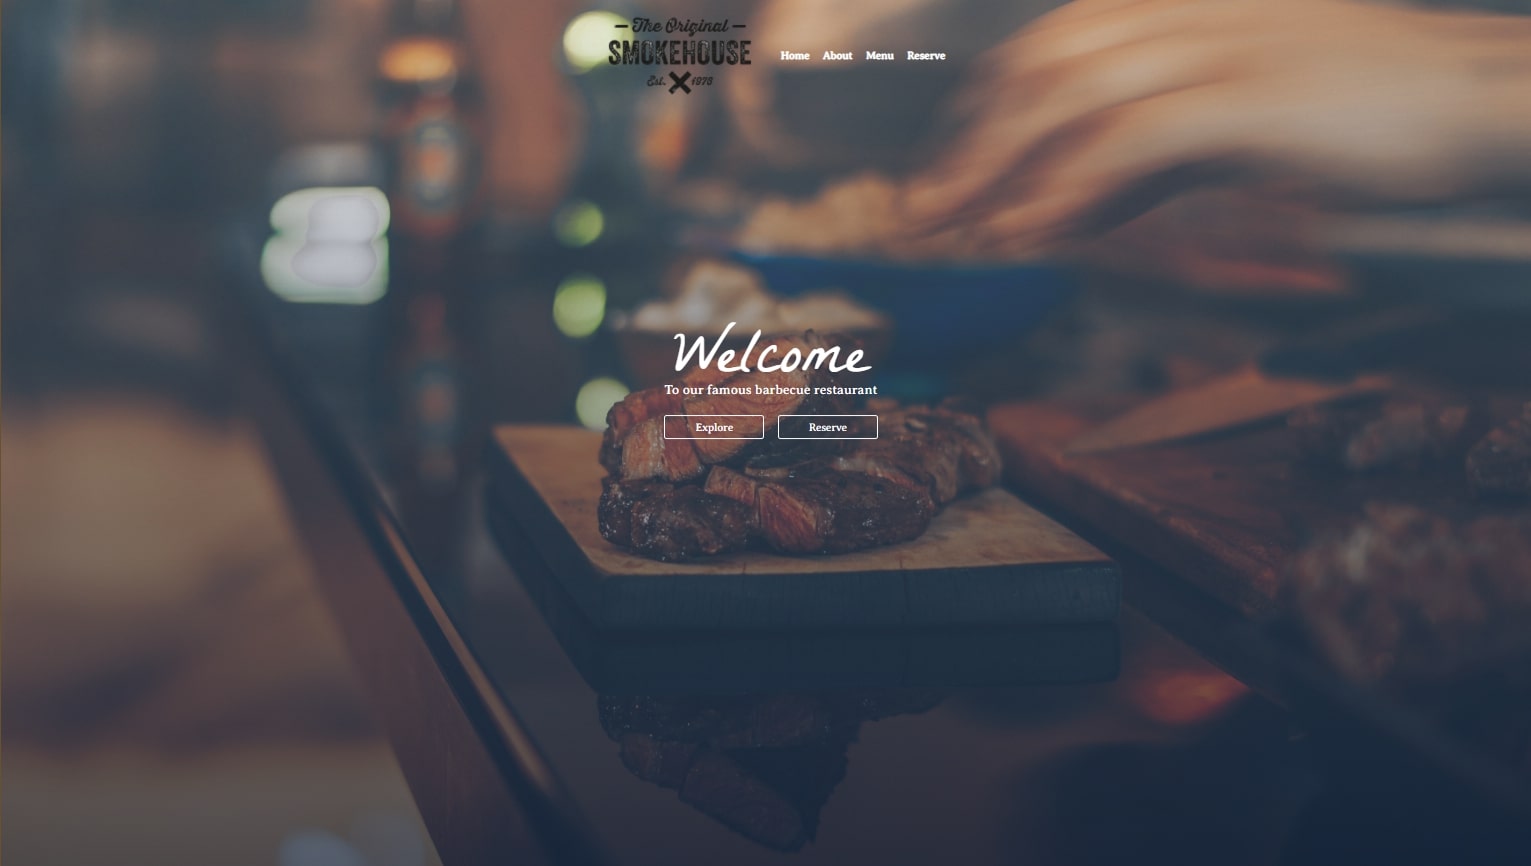 The Original
SMOKEHOUSE
Est. 1978
Home About Menu Reserve
Welcome
To our famous barbecue restaurant
Explore Reserve